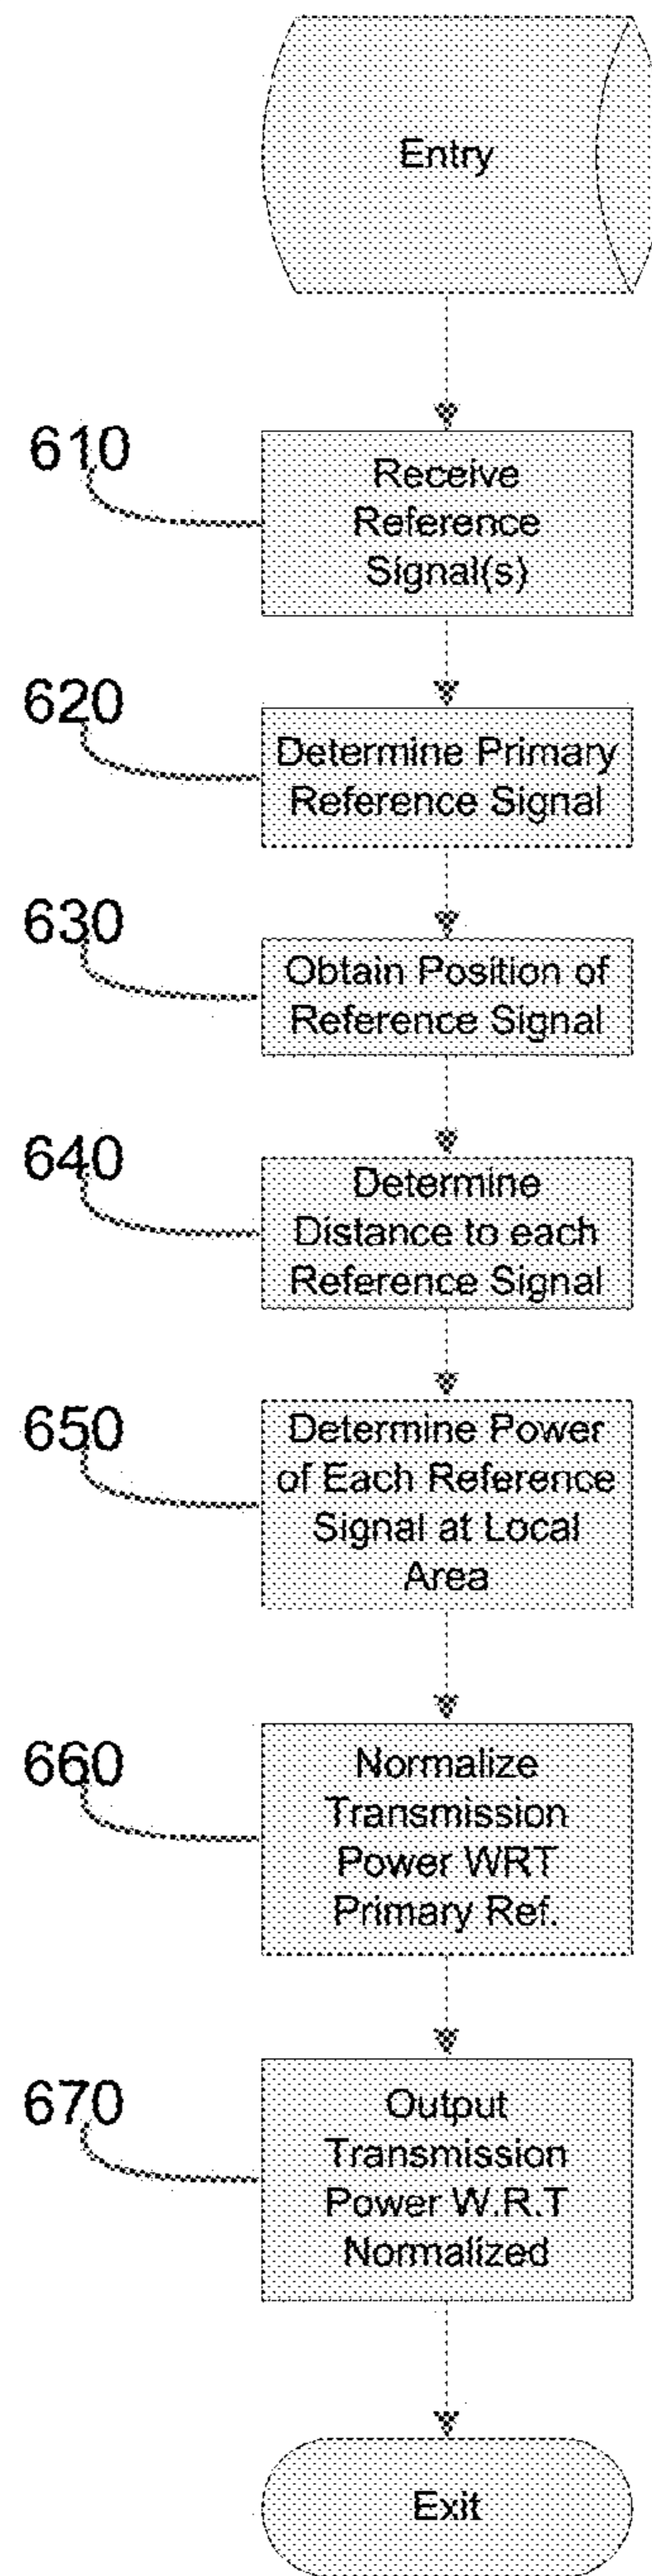 Entry
610
Receive
Reference
Signal(s)
620
Determine Primary
Reference Signal
630
Obtain Position of
Reference Signal
640
Determine
Distance to each
Reference Signal
650
Determine Power
of Each Reference
Signal at Local
Area
660
Normalize
Transmission
Power WRT
Primary Ref.
670
Output
Transmission
Power W.R.T
Normalized
Exit